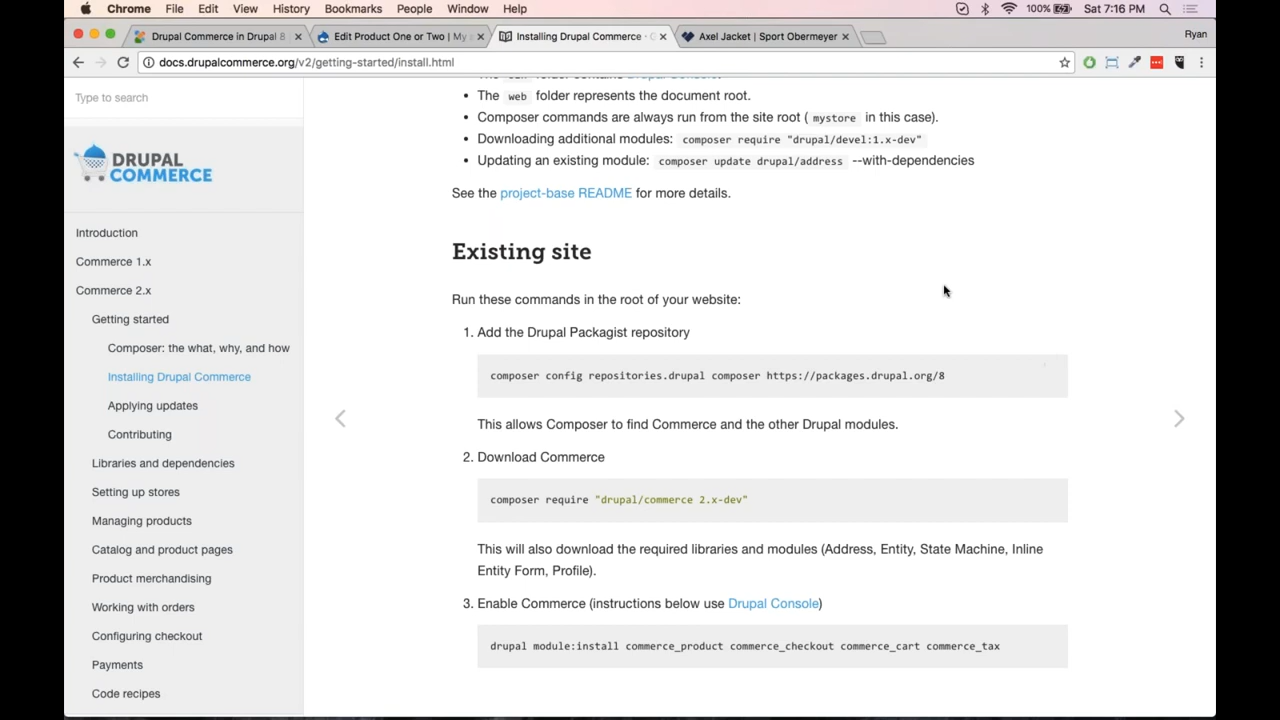 Chrome File Edit View History Bookmarks People Window Help 100% Sat 7:16 PM
Drupal Commerce in Drupal 8
Edit Product One or Two | My
Installing Drupal Commerce ·
Axel Jacket | Sport Obermeyer
Ryan
docs.drupalcommerce.org/v2/getting-started/install.html
Type to search
DRUPAL
COMMERCE
Introduction
Commerce 1.x
Commerce 2.x
Getting started
Composer: the what, why, and how
Installing Drupal Commerce
Applying updates
Contributing
Libraries and dependencies
Setting up stores
Managing products
Catalog and product pages
Product merchandising
Working with orders
Configuring checkout
Payments
Code recipes
• The web folder represents the document root.
• Composer commands are always run from the site root ( mystore in this case).
• Downloading additional modules: composer require "drupal/devel:1.x-dev"
• Updating an existing module: composer update drupal/address --with-dependencies
See the project-base README for more details.
Existing site
Run these commands in the root of your website:
1. Add the Drupal Packagist repository
composer config repositories.drupal composer https://packages.drupal.org/8
This allows Composer to find Commerce and the other Drupal modules.
2. Download Commerce
composer require "drupal/commerce 2.x-dev"
This will also download the required libraries and modules (Address, Entity, State Machine, Inline
Entity Form, Profile).
3. Enable Commerce (instructions below use Drupal Console)
drupal module:install commerce_product commerce_checkout commerce_cart commerce_tax